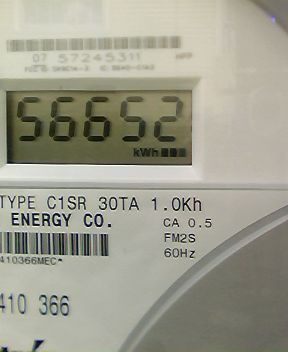 07 57245311
56652
kWh
TYPE C1SR 30TA 1.0Kh
ENERGY CO.
CA 0.5
FM2S
60Hz
410366MEC*
410 366